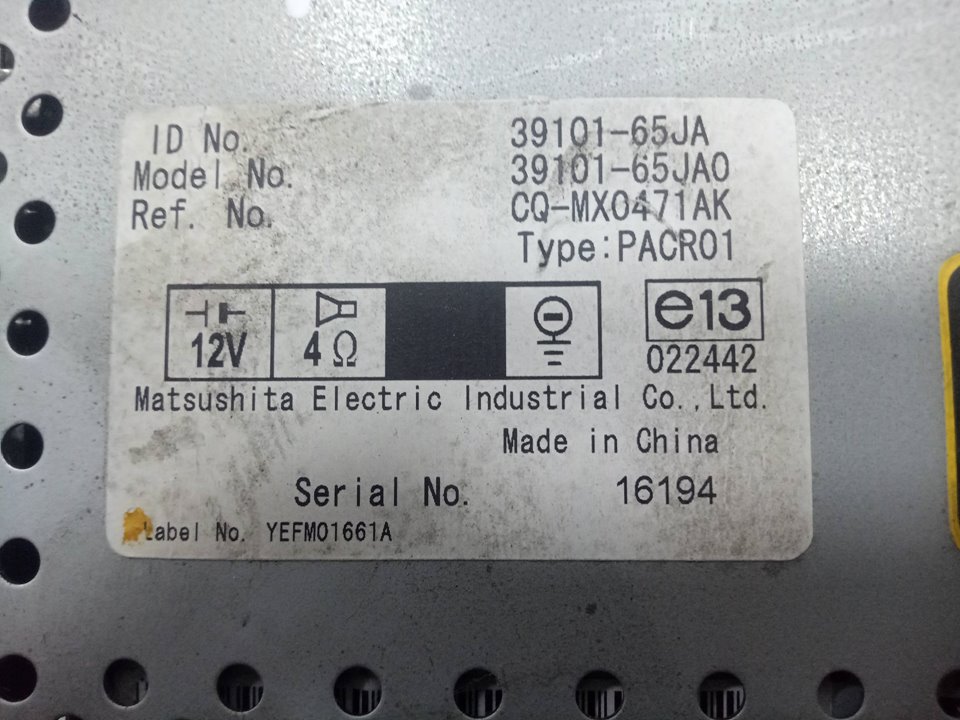 ID No. 39101-65JA
Model No. 39101-65JA0
Ref. No. CQ-MX0471AK
Type:PACR01
12V 4 Ω e13
022442
Matsushita Electric Industrial Co.,Ltd.
Made in China
Serial No. 16194
Label No. YEFM01661A